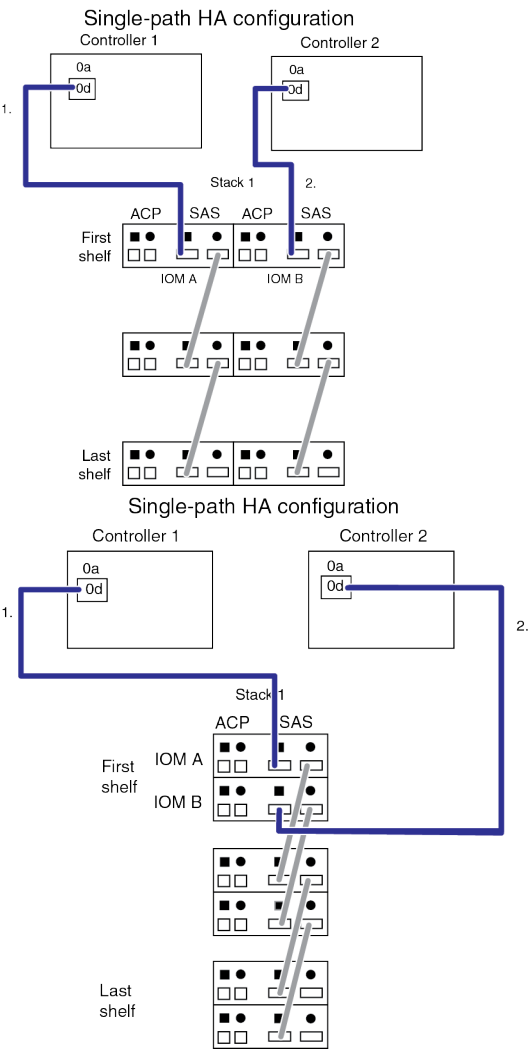 Single-path HA configuration
Controller 1
Controller 2
0a
0a
0d
0d
1.
Stack 1
2.
ACP
SAS
ACP
SAS
First
shelf
IOM A
IOM B
Last
shelf
Single-path HA configuration
Controller 1
Controller 2
0a
0a
0d
0d
1.
2.
Stack 1
ACP
SAS
First
shelf
IOM A
IOM B
Last
shelf